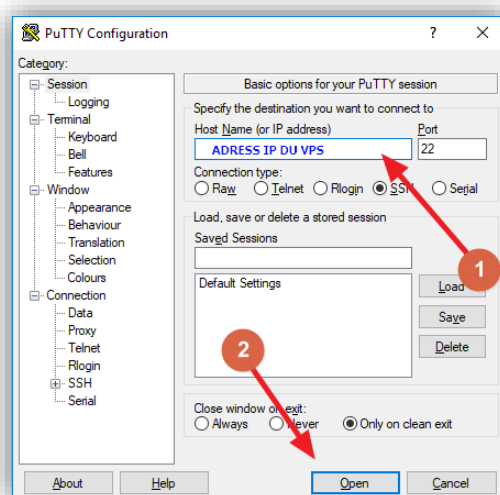 PuTTY Configuration
?
Category:
Session
Logging
Terminal
Keyboard
Bell
Features
Window
Appearance
Behaviour
Translation
Selection
Colours
Connection
Data
Proxy
Telnet
Rlogin
SSH
Serial
Basic options for your PuTTY session
Specify the destination you want to connect to
Host Name (or IP address) Port
ADRESS IP DU VPS 22
Connection type:
Raw Telnet Rlogin SSH Serial
Load, save or delete a stored session
Saved Sessions
1
Default Settings Load
Save
2 Delete
Close window on exit:
Always Never Only on clean exit
About Help Open Cancel